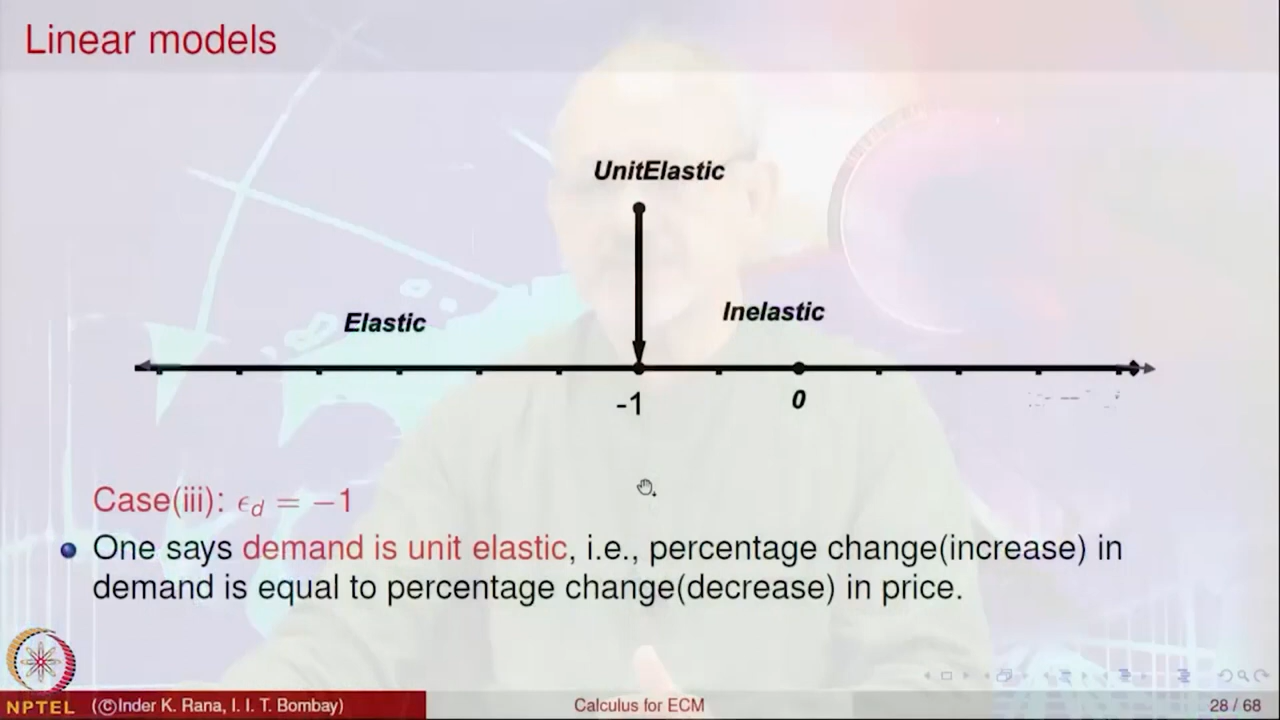 Linear models
UnitElastic
Elastic
Inelastic
-1
0
Case(iii): ϵd = −1
One says demand is unit elastic, i.e., percentage change(increase) in
demand is equal to percentage change(decrease) in price.
NPTEL
(©Inder K. Rana, I. I. T. Bombay)
Calculus for ECM
28 / 68